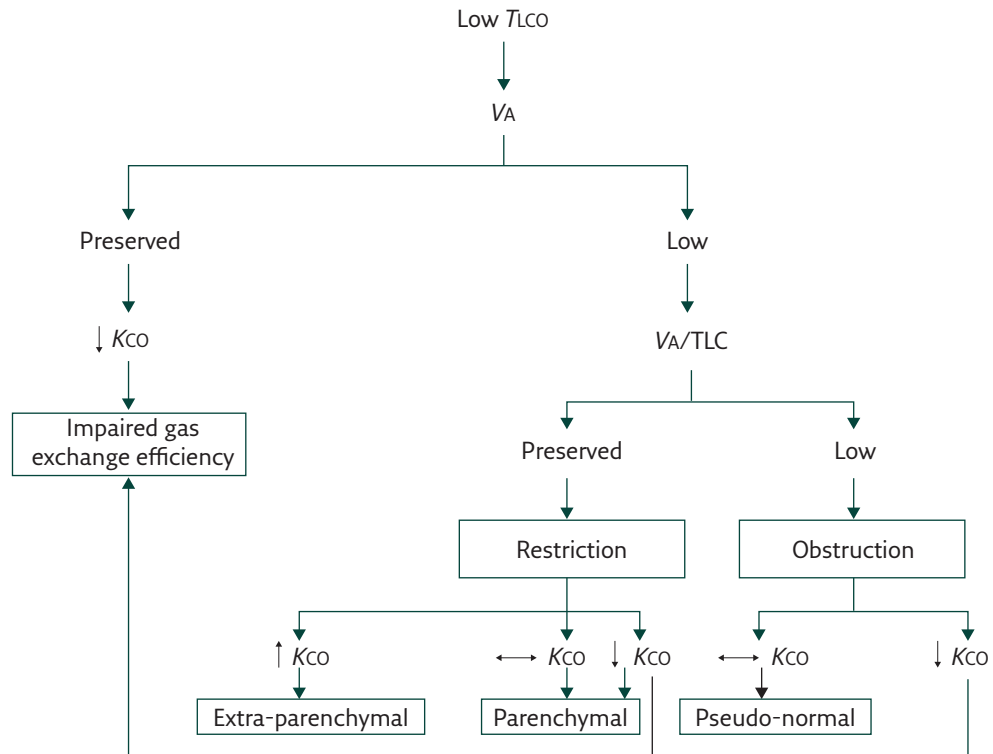 Low TLCO
VA
Preserved
Low
↓ KCO
VA/TLC
Impaired gas
exchange efficiency
Preserved
Low
Restriction
Obstruction
↑ KCO
↔ KCO
↓ KCO
↔ KCO
↓ KCO
Extra-parenchymal
Parenchymal
Pseudo-normal